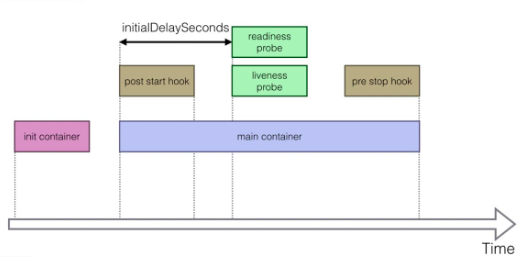 initialDelaySeconds
readiness
probe
post start hook
liveness
probe
pre stop hook
init container
main container
Time